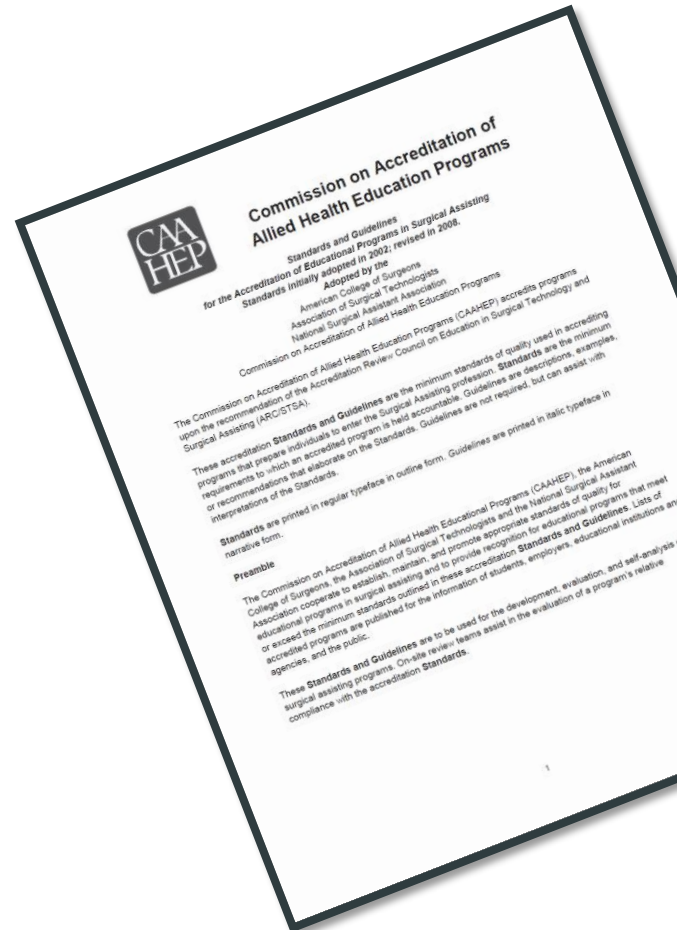 CAA
HEP
Commission on Accreditation of
Allied Health Education Programs
Standards and Guidelines
for the Accreditation of Educational Programs in Surgical Assisting
Standards initially adopted in 2002; revised in 2008.
Adopted by the
American College of Surgeons
Association of Surgical Technologists
National Surgical Assistant Association
Commission on Accreditation of Allied Health Education Programs
The Commission on Accreditation of Allied Health Education Programs (CAAHEP) accredits programs
upon the recommendation of the Accreditation Review Council on Education in Surgical Technology and
Surgical Assisting (ARC/STSA).
These accreditation Standards and Guidelines are the minimum standards of quality used in accrediting
programs that prepare individuals to enter the Surgical Assisting profession. Standards are the minimum
requirements to which an accredited program is held accountable. Guidelines are descriptions, examples,
or recommendations that elaborate on the Standards. Guidelines are not required, but can assist with
interpretations of the Standards.
Standards are printed in regular typeface in outline form. Guidelines are printed in italic typeface in
narrative form.
Preamble
The Commission on Accreditation of Allied Health Educational Programs (CAAHEP), the American
College of Surgeons, the Association of Surgical Technologists and the National Surgical Assistant
Association cooperate to establish, maintain, and promote appropriate standards of quality for
educational programs in surgical assisting and to provide recognition for educational programs that meet
or exceed the minimum standards outlined in these accreditation Standards and Guidelines. Lists of
accredited programs are published for the information of students, employers, educational institutions and
agencies, and the public.
These Standards and Guidelines are to be used for the development, evaluation, and self-analysis
surgical assisting programs. On-site review teams assist in the evaluation of a program's relative
compliance with the accreditation Standards.
1